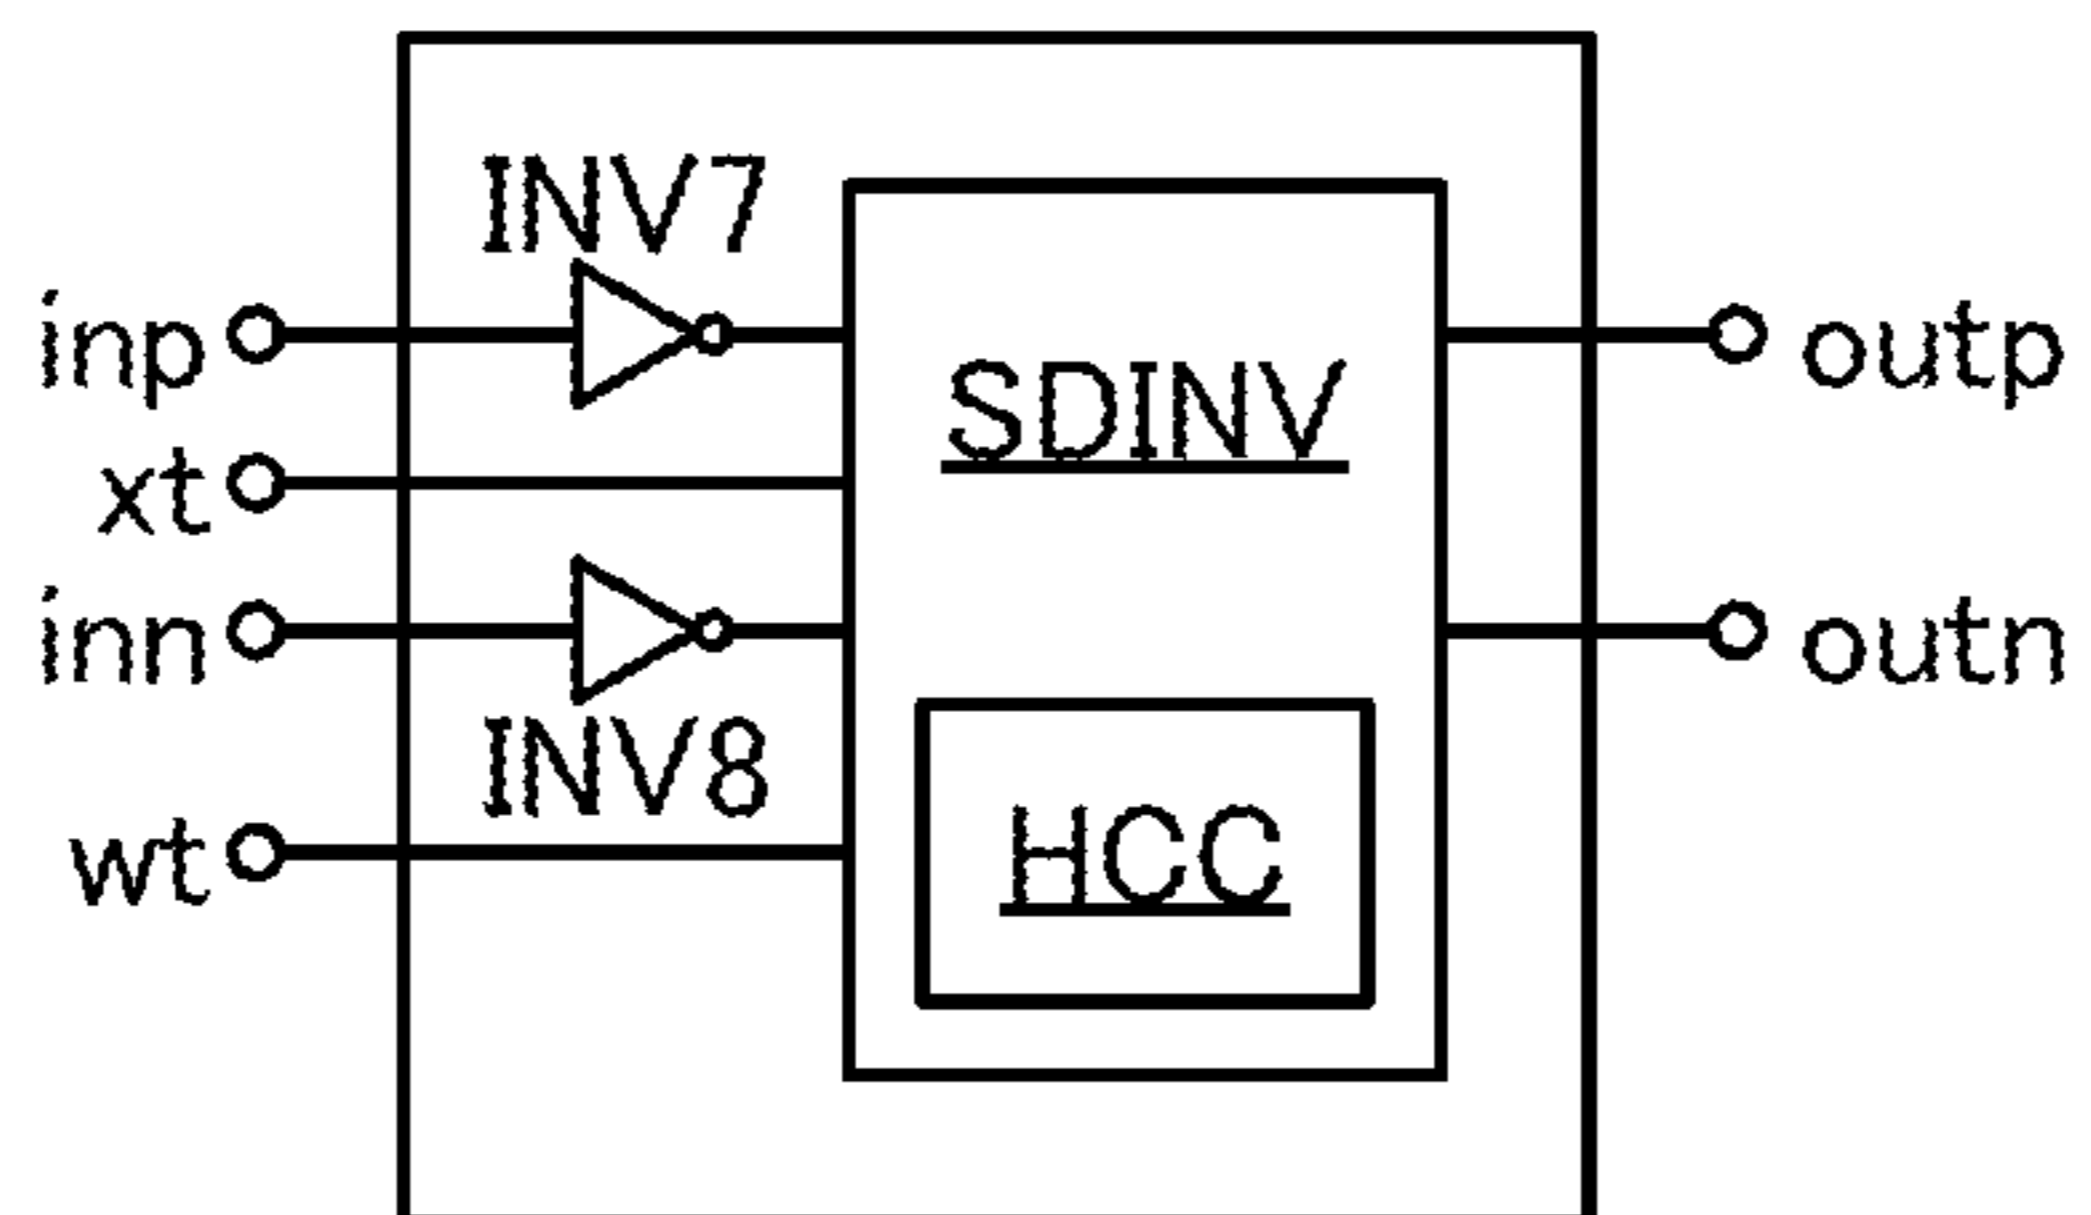 INV7
inp
outp
SDINV
xt
inn
outn
INV8
HCC
wt